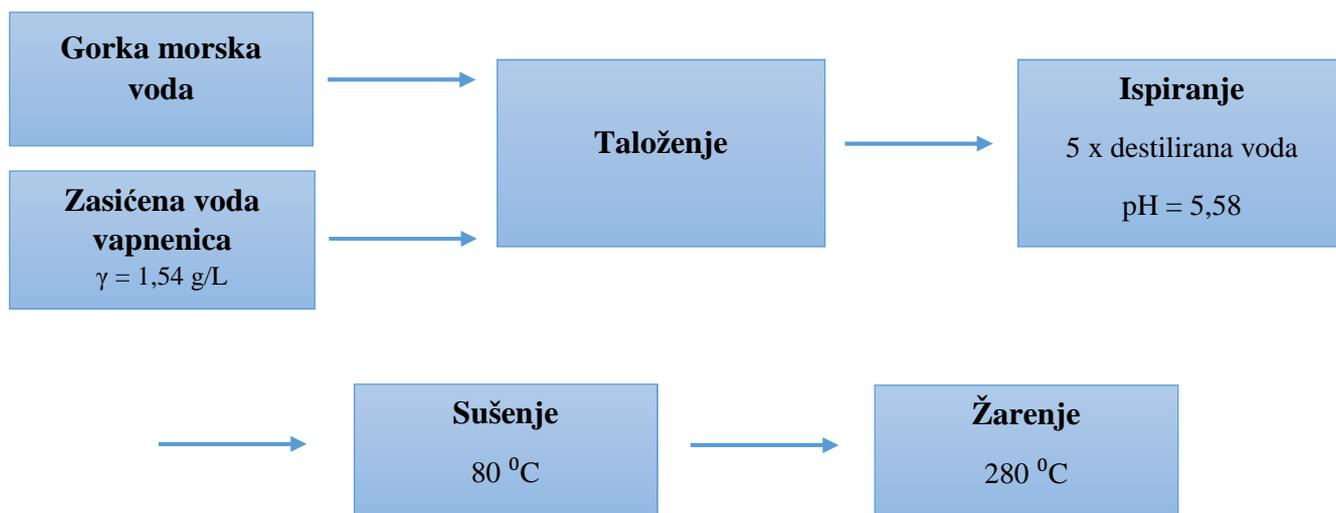 Gorka morska
voda
Zasićena voda
vapnenica
γ = 1,54 g/L
Taloženje
Ispiranje
5 x destilirana voda
pH = 5,58
Sušenje
80 ⁰C
Žarenje
280 ⁰C